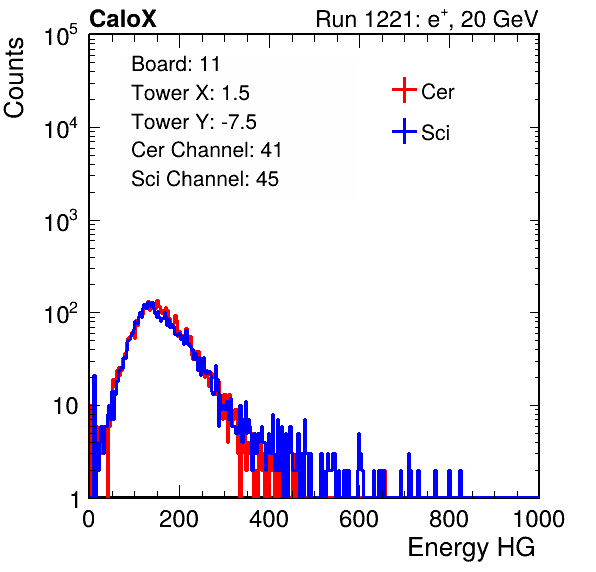 CaloX Run 1221: e⁺, 20 GeV
Counts
Board: 11
Tower X: 1.5
Tower Y: -7.5
Cer Channel: 41
Sci Channel: 45
Cer
Sci
10⁵
10⁴
10³
10²
10
1
0 200 400 600 800 1000
Energy HG